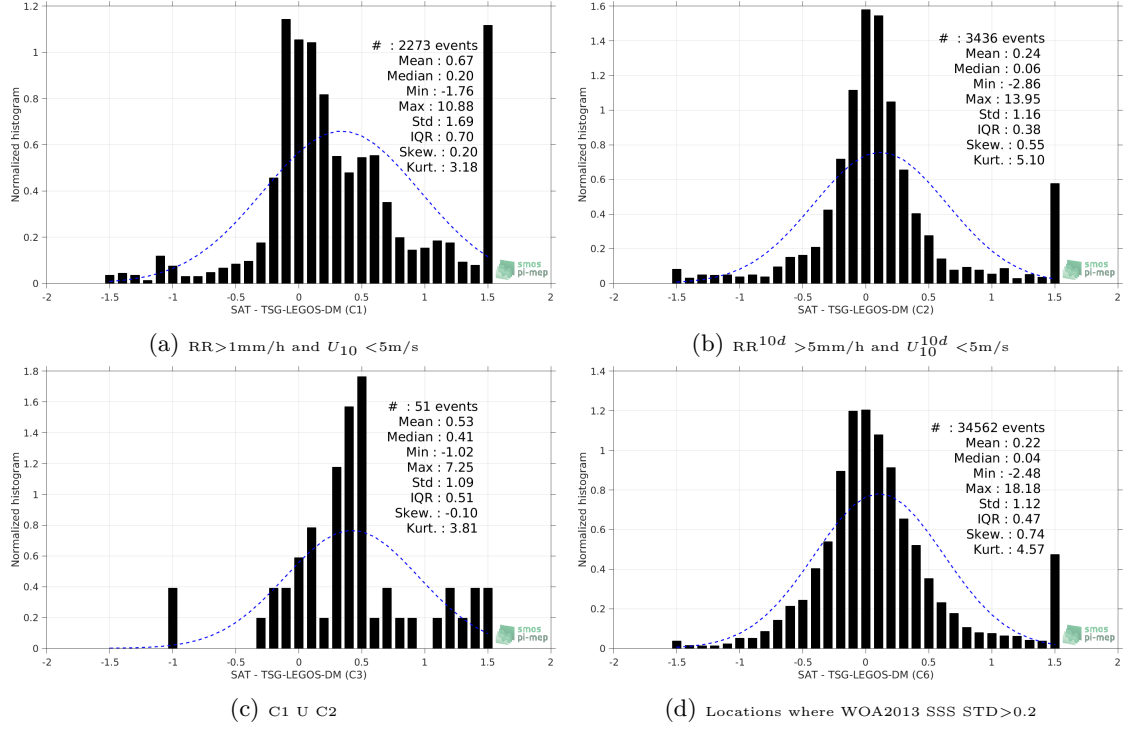 1.2
1
0.8
0.6
0.4
0.2
0
-2 -1.5 -1 -0.5 0 0.5 1 1.5 2
Normalized histogram
SAT - TSG-LEGOS-DM (C1)
# : 2273 events
Mean : 0.67
Median : 0.20
Min : -1.76
Max : 10.88
Std : 1.69
IQR : 0.70
Skew. : 0.20
Kurt. : 3.18
smos
pi-mep
(a) RR>1mm/h and U10 <5m/s
1.6
1.4
1.2
1
0.8
0.6
0.4
0.2
0
-2 -1.5 -1 -0.5 0 0.5 1 1.5 2
Normalized histogram
SAT - TSG-LEGOS-DM (C2)
# : 3436 events
Mean : 0.24
Median : 0.06
Min : -2.86
Max : 13.95
Std : 1.16
IQR : 0.38
Skew. : 0.55
Kurt. : 5.10
smos
pi-mep
(b) RR^10d >5mm/h and U10^10d <5m/s
1.8
1.6
1.4
1.2
1
0.8
0.6
0.4
0.2
0
-2 -1.5 -1 -0.5 0 0.5 1 1.5 2
Normalized histogram
SAT - TSG-LEGOS-DM (C3)
# : 51 events
Mean : 0.53
Median : 0.41
Min : -1.02
Max : 7.25
Std : 1.09
IQR : 0.51
Skew. : -0.10
Kurt. : 3.81
smos
pi-mep
(c) C1 U C2
1.4
1.2
1
0.8
0.6
0.4
0.2
0
-2 -1.5 -1 -0.5 0 0.5 1 1.5 2
Normalized histogram
SAT - TSG-LEGOS-DM (C6)
# : 34562 events
Mean : 0.22
Median : 0.04
Min : -2.48
Max : 18.18
Std : 1.12
IQR : 0.47
Skew. : 0.74
Kurt. : 4.57
smos
pi-mep
(d) Locations where WOA2013 SSS STD>0.2